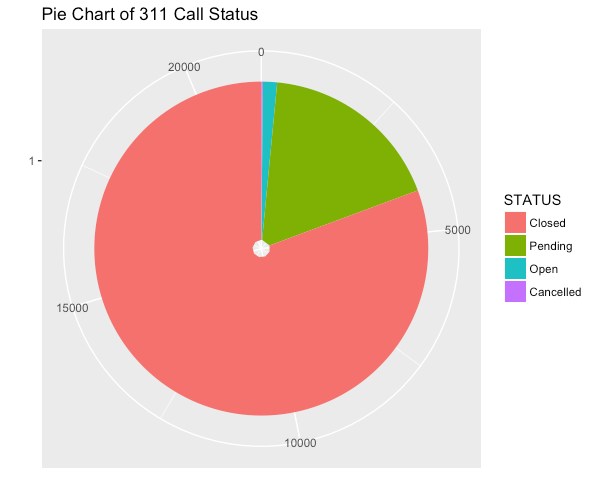 Pie Chart of 311 Call Status
0
20000
1
5000
15000
10000
STATUS
Closed
Pending
Open
Cancelled